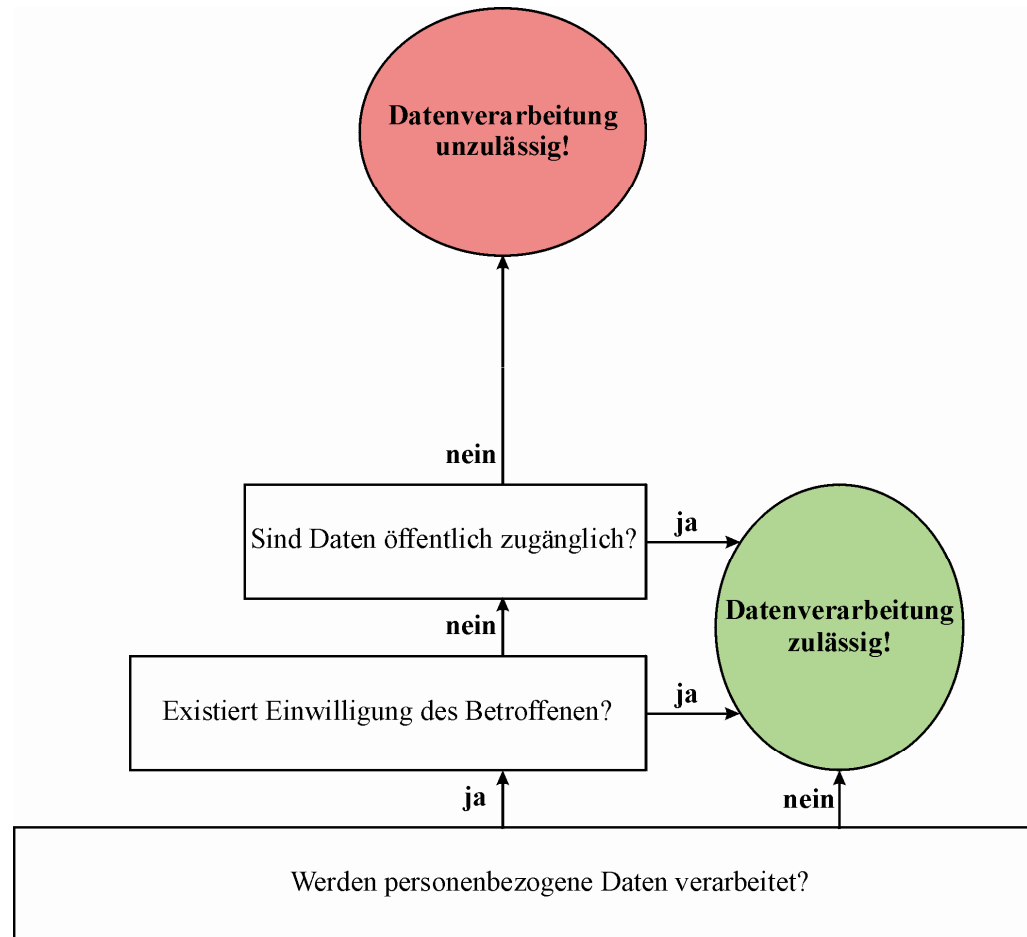 Datenverarbeitung
unzulässig!
nein
Sind Daten öffentlich zugänglich?
ja
Datenverarbeitung
zulässig!
nein
Existiert Einwilligung des Betroffenen?
ja
ja
nein
Werden personenbezogene Daten verarbeitet?